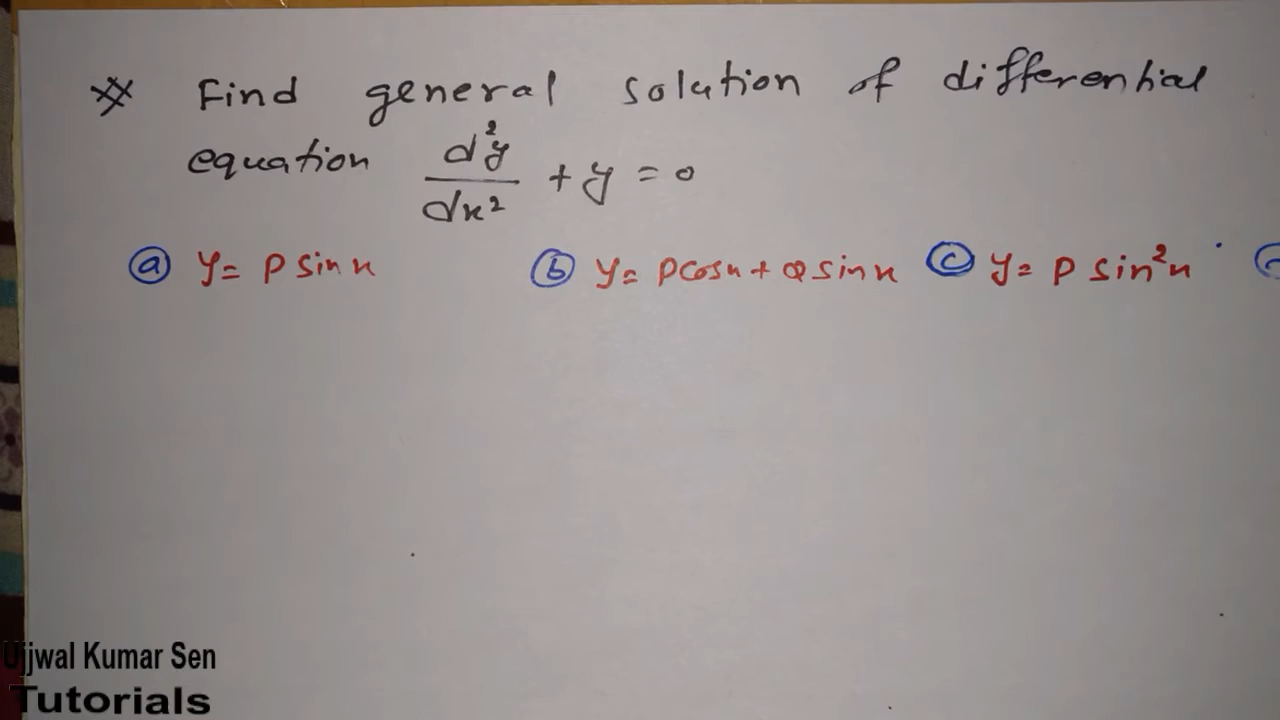 ※ Find general solution of differential
equation d²y/dx² + y = 0
ⓐ y = P sin x ⓑ y = P cos x + Q sin x ⓒ y = P sin²x
Ujjwal Kumar Sen
Tutorials